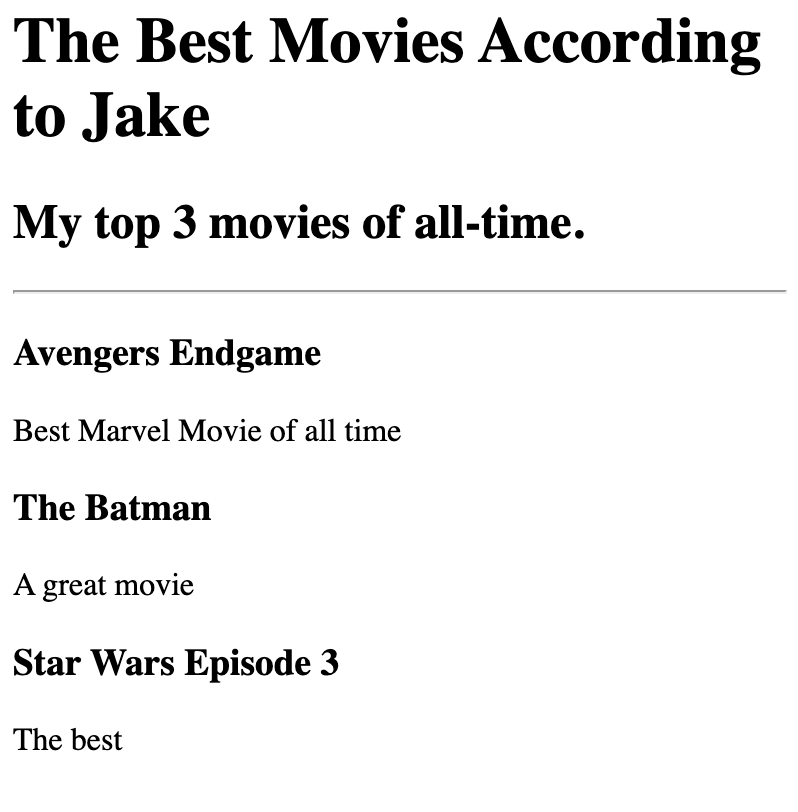 The Best Movies According
to Jake
My top 3 movies of all-time.
Avengers Endgame
Best Marvel Movie of all time
The Batman
A great movie
Star Wars Episode 3
The best